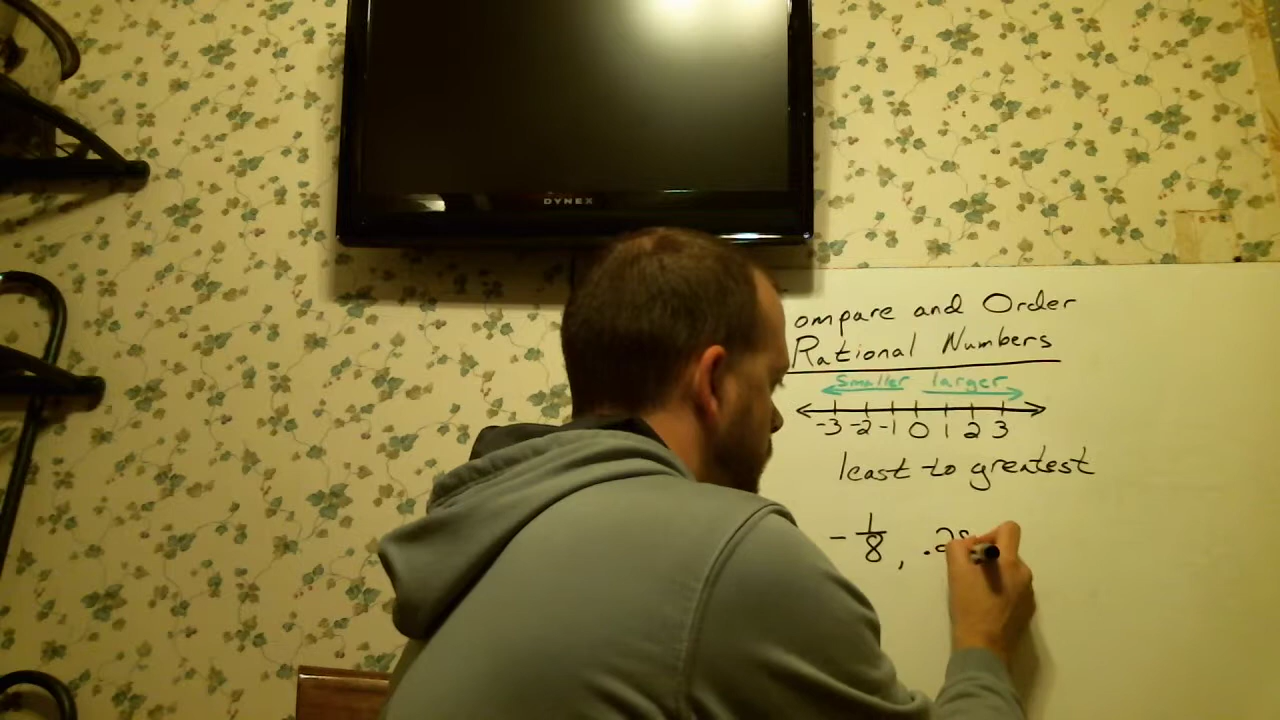 DYNEX
ompare and Order
Rational Numbers
smaller larger
-3 -2 -1 0 1 2 3
least to greatest
- 1/8 ,